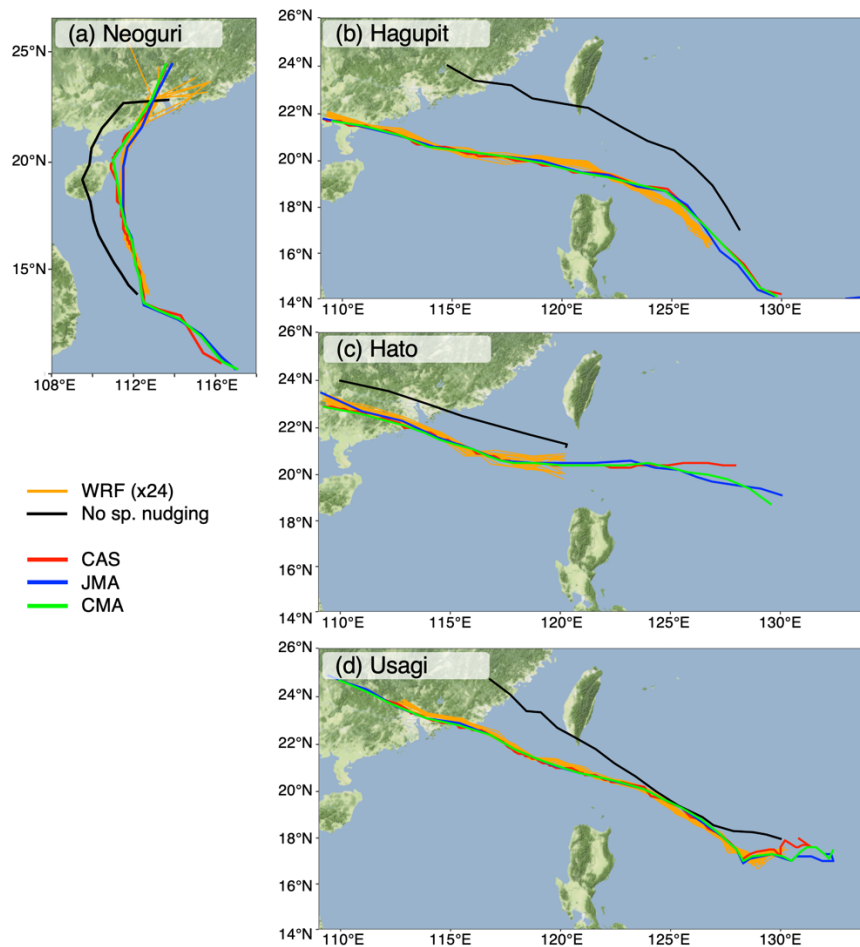 (a) Neoguri
25°N
20°N
15°N
108°E 112°E 116°E
WRF (x24)
No sp. nudging
CAS
JMA
CMA
26°N
(b) Hagupit
24°N
22°N
20°N
18°N
16°N
14°N
110°E 115°E 120°E 125°E 130°E
26°N
(c) Hato
24°N
22°N
20°N
18°N
16°N
14°N
110°E 115°E 120°E 125°E 130°E
26°N
(d) Usagi
24°N
22°N
20°N
18°N
16°N
14°N
110°E 115°E 120°E 125°E 130°E